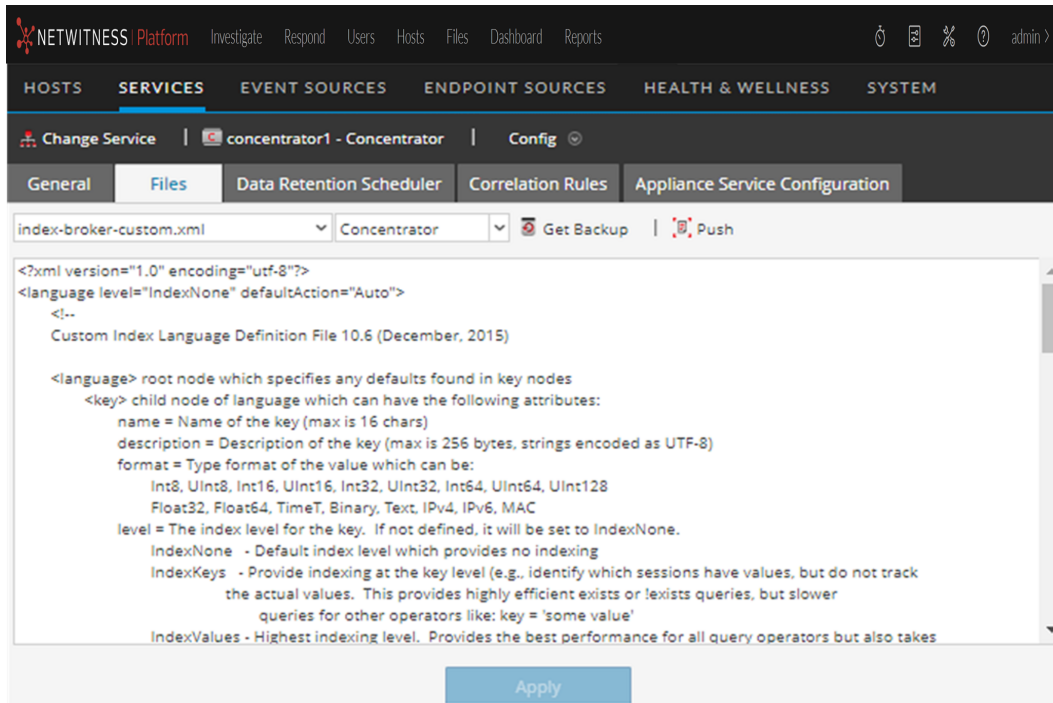 NETWITNESS | Platform Investigate Respond Users Hosts Files Dashboard Reports admin >
HOSTS SERVICES EVENT SOURCES ENDPOINT SOURCES HEALTH & WELLNESS SYSTEM
Change Service | concentrator1 - Concentrator | Config
General Files Data Retention Scheduler Correlation Rules Appliance Service Configuration
index-broker-custom.xml Concentrator Get Backup | Push
<?xml version="1.0" encoding="utf-8"?>
<language level="IndexNone" defaultAction="Auto">
<!--
Custom Index Language Definition File 10.6 (December, 2015)
<language> root node which specifies any defaults found in key nodes
<key> child node of language which can have the following attributes:
name = Name of the key (max is 16 chars)
description = Description of the key (max is 256 bytes, strings encoded as UTF-8)
format = Type format of the value which can be:
Int8, UInt8, Int16, UInt16, Int32, UInt32, Int64, UInt64, UInt128
Float32, Float64, TimeT, Binary, Text, IPv4, IPv6, MAC
level = The index level for the key. If not defined, it will be set to IndexNone.
IndexNone - Default index level which provides no indexing
IndexKeys - Provide indexing at the key level (e.g., identify which sessions have values, but do not track
the actual values. This provides highly efficient exists or !exists queries, but slower
queries for other operators like: key = 'some value'
IndexValues - Highest indexing level. Provides the best performance for all query operators but also takes
Apply